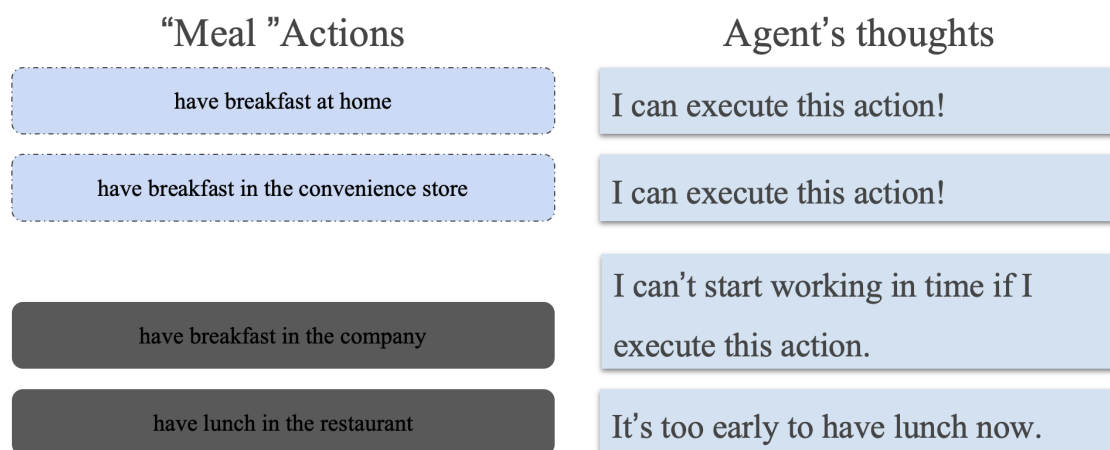 “Meal ”Actions
Agent’s thoughts
have breakfast at home
I can execute this action!
have breakfast in the convenience store
I can execute this action!
have breakfast in the company
I can’t start working in time if I
execute this action.
have lunch in the restaurant
It’s too early to have lunch now.